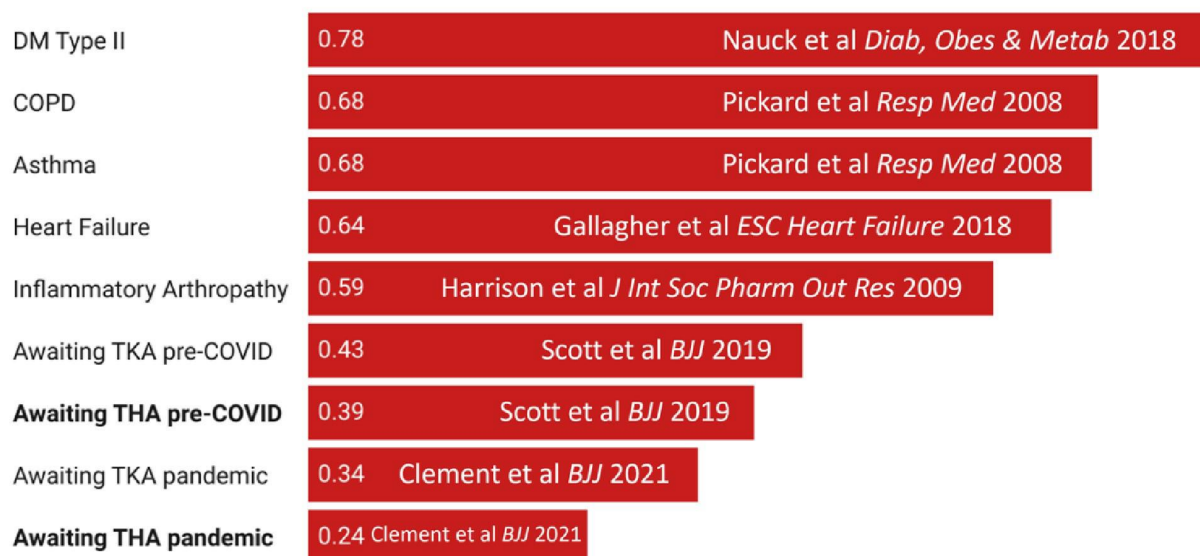 DM Type II 0.78 Nauck et al Diab, Obes & Metab 2018
COPD 0.68 Pickard et al Resp Med 2008
Asthma 0.68 Pickard et al Resp Med 2008
Heart Failure 0.64 Gallagher et al ESC Heart Failure 2018
Inflammatory Arthropathy 0.59 Harrison et al J Int Soc Pharm Out Res 2009
Awaiting TKA pre-COVID 0.43 Scott et al BJJ 2019
Awaiting THA pre-COVID 0.39 Scott et al BJJ 2019
Awaiting TKA pandemic 0.34 Clement et al BJJ 2021
Awaiting THA pandemic 0.24 Clement et al BJJ 2021